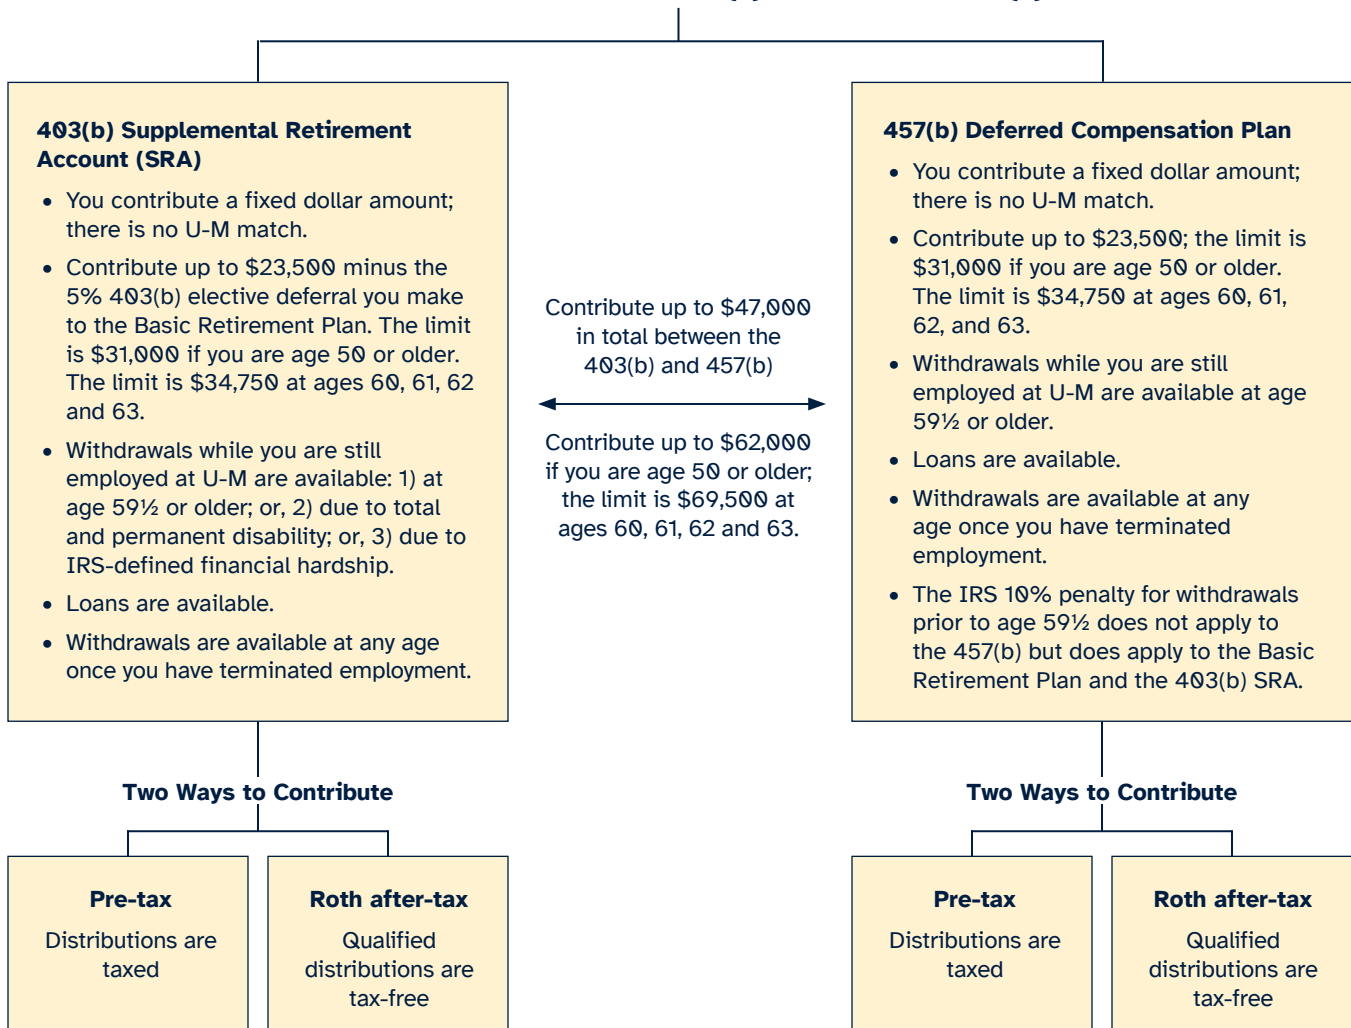 403(b) Supplemental Retirement
Account (SRA)
• You contribute a fixed dollar amount;
there is no U-M match.
• Contribute up to $23,500 minus the
5% 403(b) elective deferral you make
to the Basic Retirement Plan. The limit
is $31,000 if you are age 50 or older.
The limit is $34,750 at ages 60, 61, 62
and 63.
• Withdrawals while you are still
employed at U-M are available: 1) at
age 59½ or older; or, 2) due to total
and permanent disability; or, 3) due to
IRS-defined financial hardship.
• Loans are available.
• Withdrawals are available at any age
once you have terminated employment.
Contribute up to $47,000
in total between the
403(b) and 457(b)
Contribute up to $62,000
if you are age 50 or older;
the limit is $69,500 at
ages 60, 61, 62 and 63.
457(b) Deferred Compensation Plan
• You contribute a fixed dollar amount;
there is no U-M match.
• Contribute up to $23,500; the limit is
$31,000 if you are age 50 or older.
The limit is $34,750 at ages 60, 61,
62, and 63.
• Withdrawals while you are still
employed at U-M are available at age
59½ or older.
• Loans are available.
• Withdrawals are available at any
age once you have terminated
employment.
• The IRS 10% penalty for withdrawals
prior to age 59½ does not apply to
the 457(b) but does apply to the Basic
Retirement Plan and the 403(b) SRA.
Two Ways to Contribute
Pre-tax
Distributions are
taxed
Roth after-tax
Qualified
distributions are
tax-free
Two Ways to Contribute
Pre-tax
Distributions are
taxed
Roth after-tax
Qualified
distributions are
tax-free